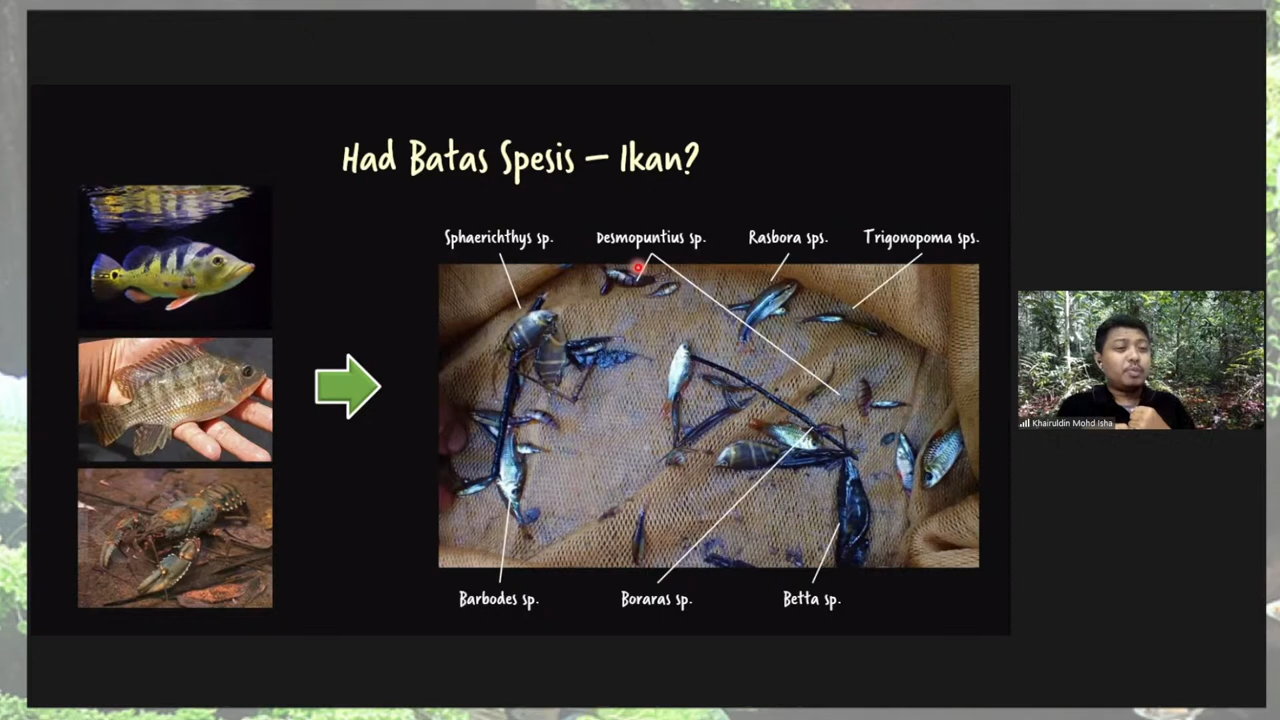 Had Batas Spesis – Ikan?
Sphaerichthys sp.
Desmopuntius sp.
Rasbora sps.
Trigonopoma sps.
Barbodes sp.
Boraras sp.
Betta sp.
Khairuldin Mohd Isha